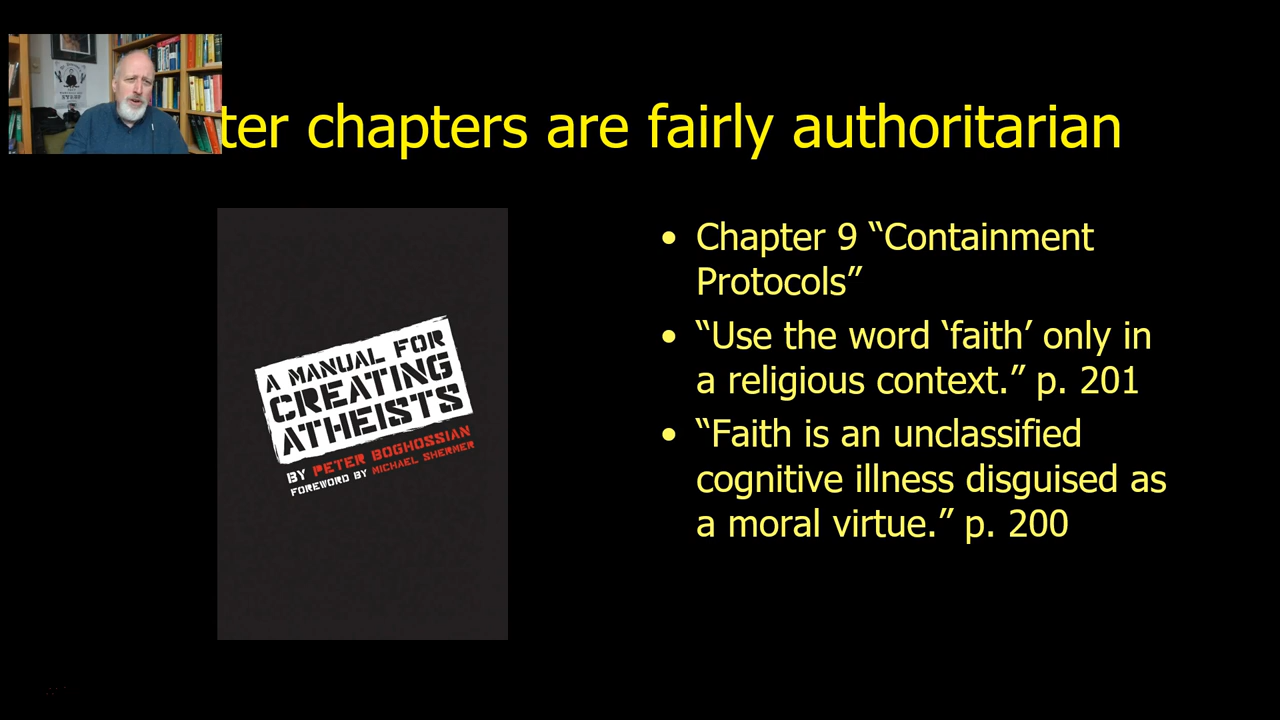 ter chapters are fairly authoritarian
A MANUAL FOR
CREATING
ATHEISTS
BY PETER BOGHOSSIAN
FOREWORD BY MICHAEL SHERMER
• Chapter 9 “Containment
Protocols”
• “Use the word ‘faith’ only in
a religious context.” p. 201
• “Faith is an unclassified
cognitive illness disguised as
a moral virtue.” p. 200